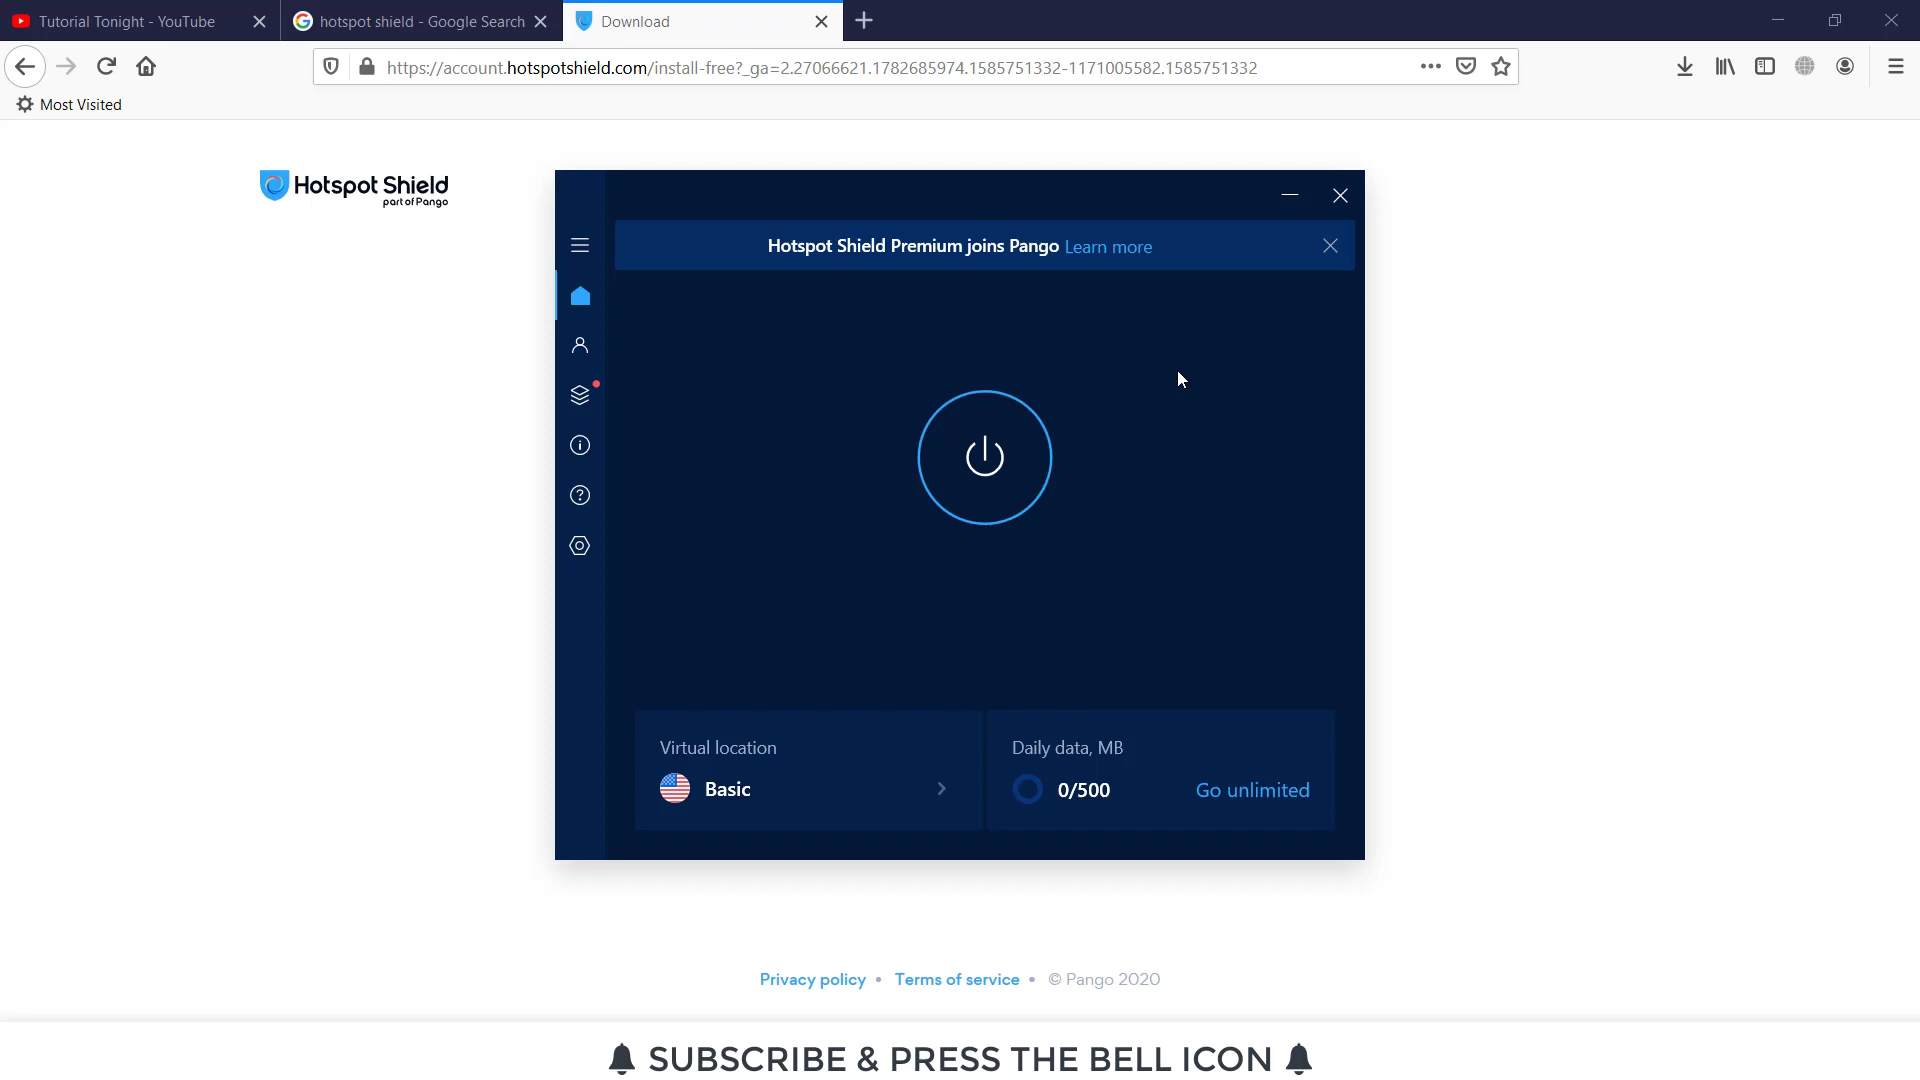 Tutorial Tonight - YouTube
hotspot shield - Google Search
Download
https://account.hotspotshield.com/install-free?_ga=2.27066621.1782685974.1585751332-1171005582.1585751332
Most Visited
Hotspot Shield
part of Pango
Hotspot Shield Premium joins Pango Learn more
Virtual location
Basic
Daily data, MB
0/500
Go unlimited
Privacy policy • Terms of service • © Pango 2020
SUBSCRIBE & PRESS THE BELL ICON